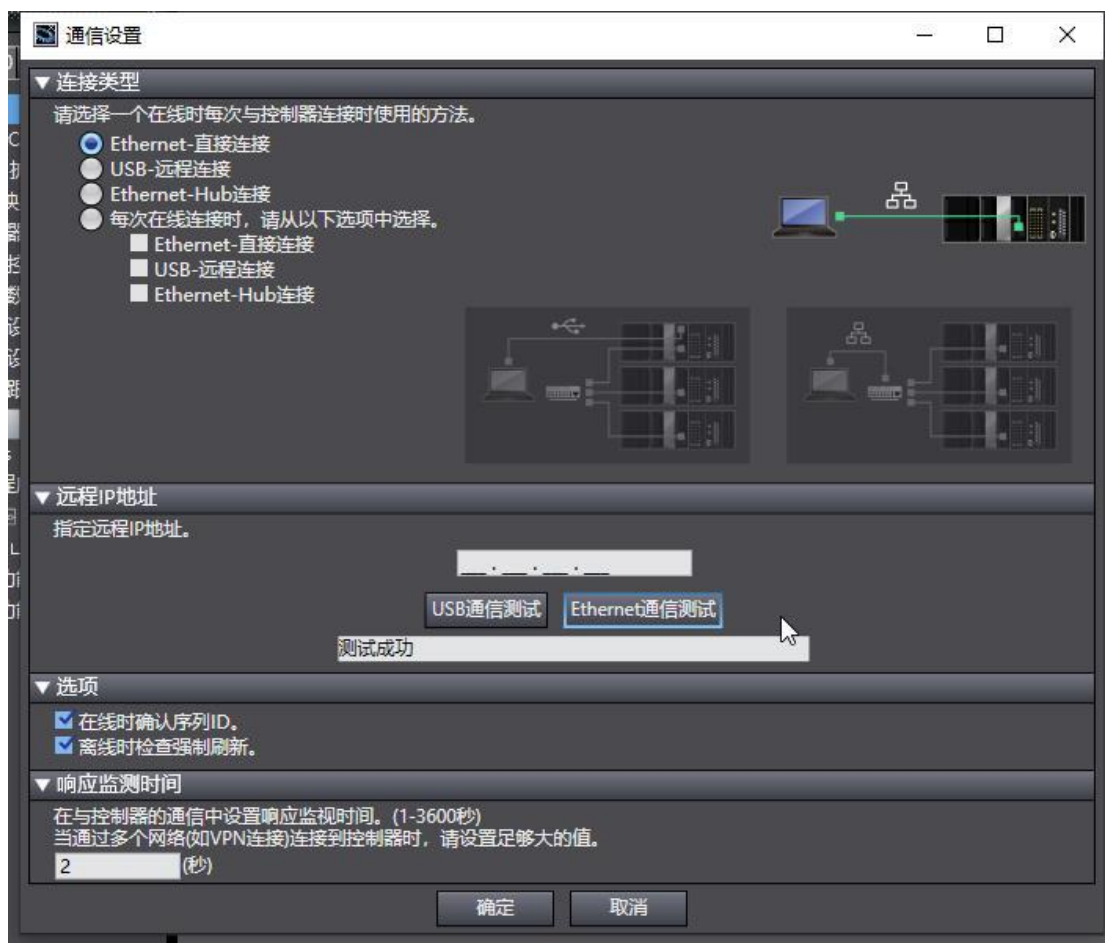 通信设置
▼ 连接类型
请选择一个在线时每次与控制器连接时使用的方法。
Ethernet-直接连接
USB-远程连接
Ethernet-Hub连接
每次在线连接时，请从以下选项中选择。
Ethernet-直接连接
USB-远程连接
Ethernet-Hub连接
▼ 远程IP地址
指定远程IP地址。
___.___.___.___
USB通信测试 Ethernet通信测试
测试成功
▼ 选项
在线时确认序列ID。
离线时检查强制刷新。
▼ 响应监测时间
在与控制器的通信中设置响应监视时间。(1-3600秒)
当通过多个网络(如VPN连接)连接到控制器时，请设置足够大的值。
2 (秒)
确定 取消